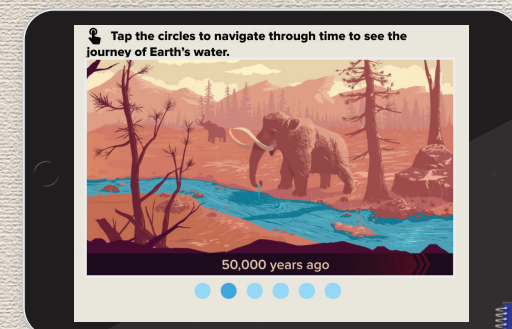 Tap the circles to navigate through time to see the
journey of Earth's water.
50,000 years ago